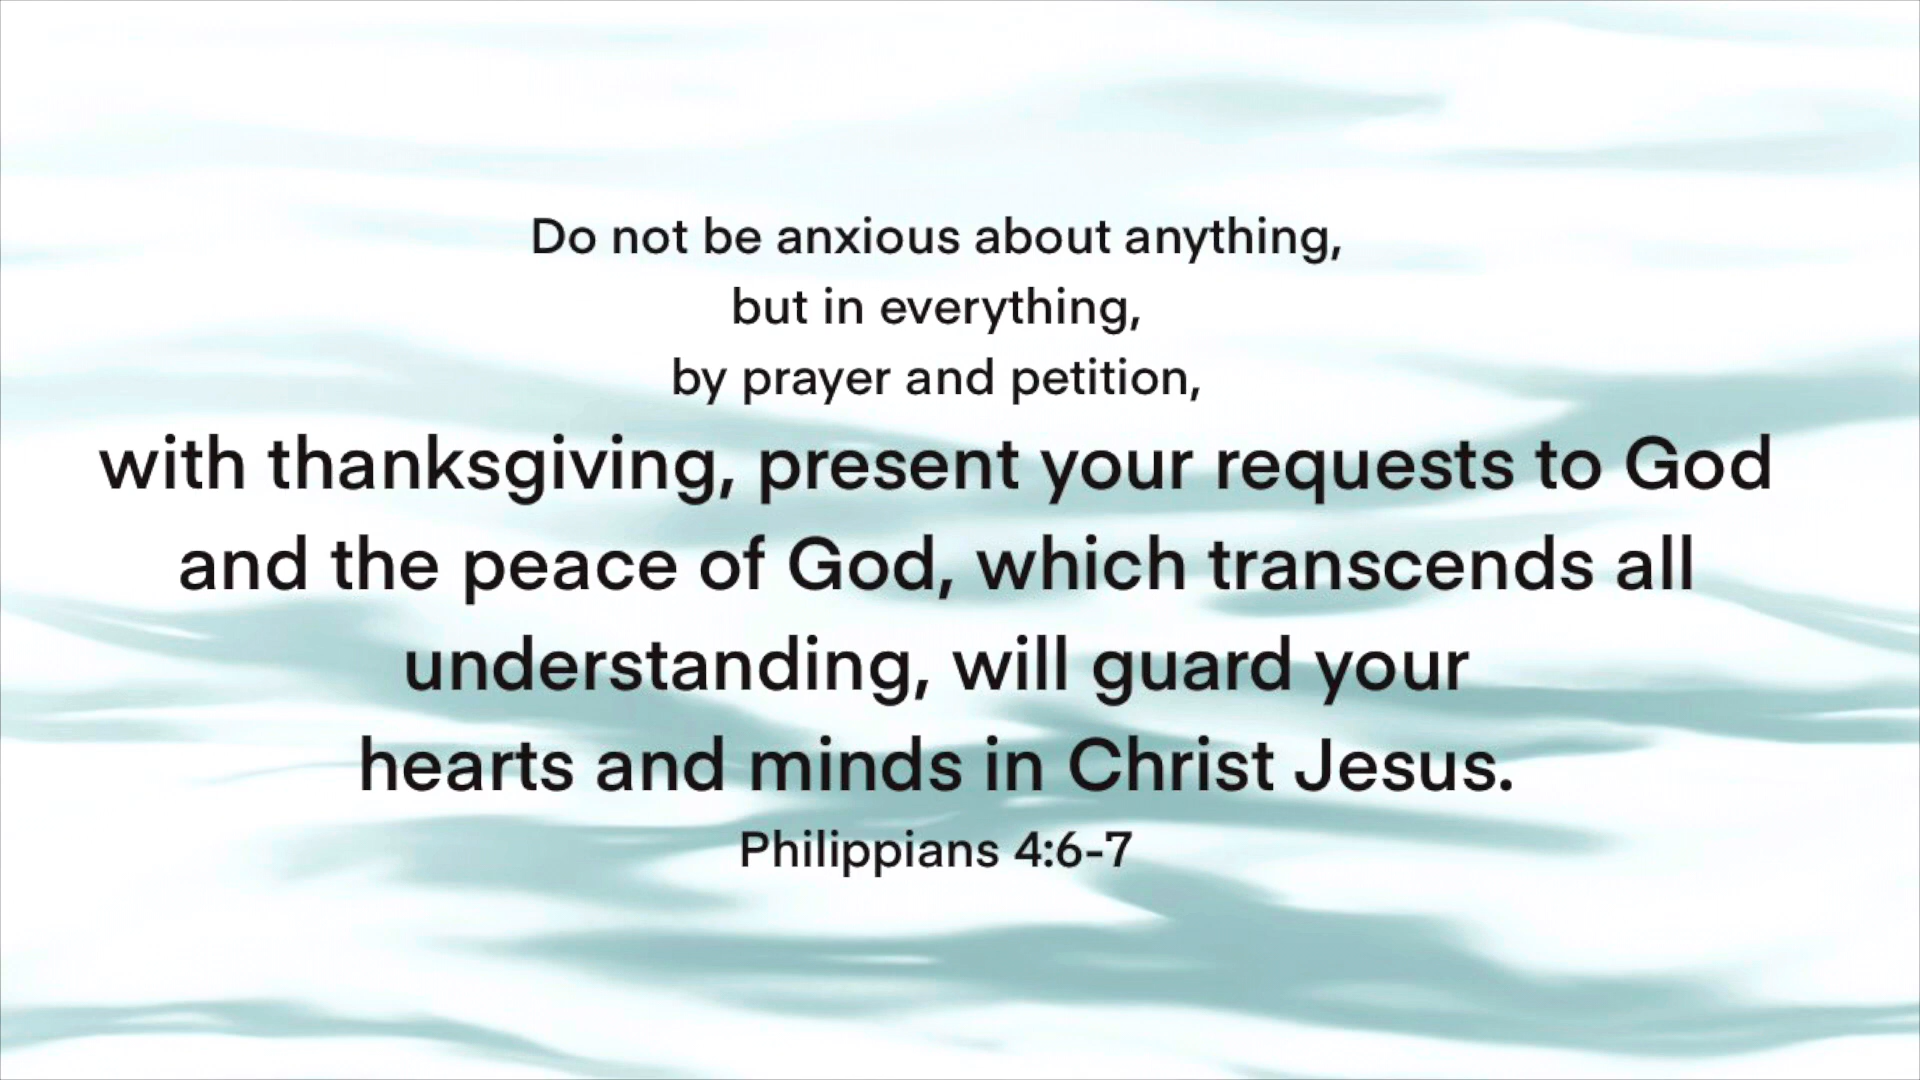 Do not be anxious about anything,
but in everything,
by prayer and petition,
with thanksgiving, present your requests to God
and the peace of God, which transcends all
understanding, will guard your
hearts and minds in Christ Jesus.
Philippians 4:6-7